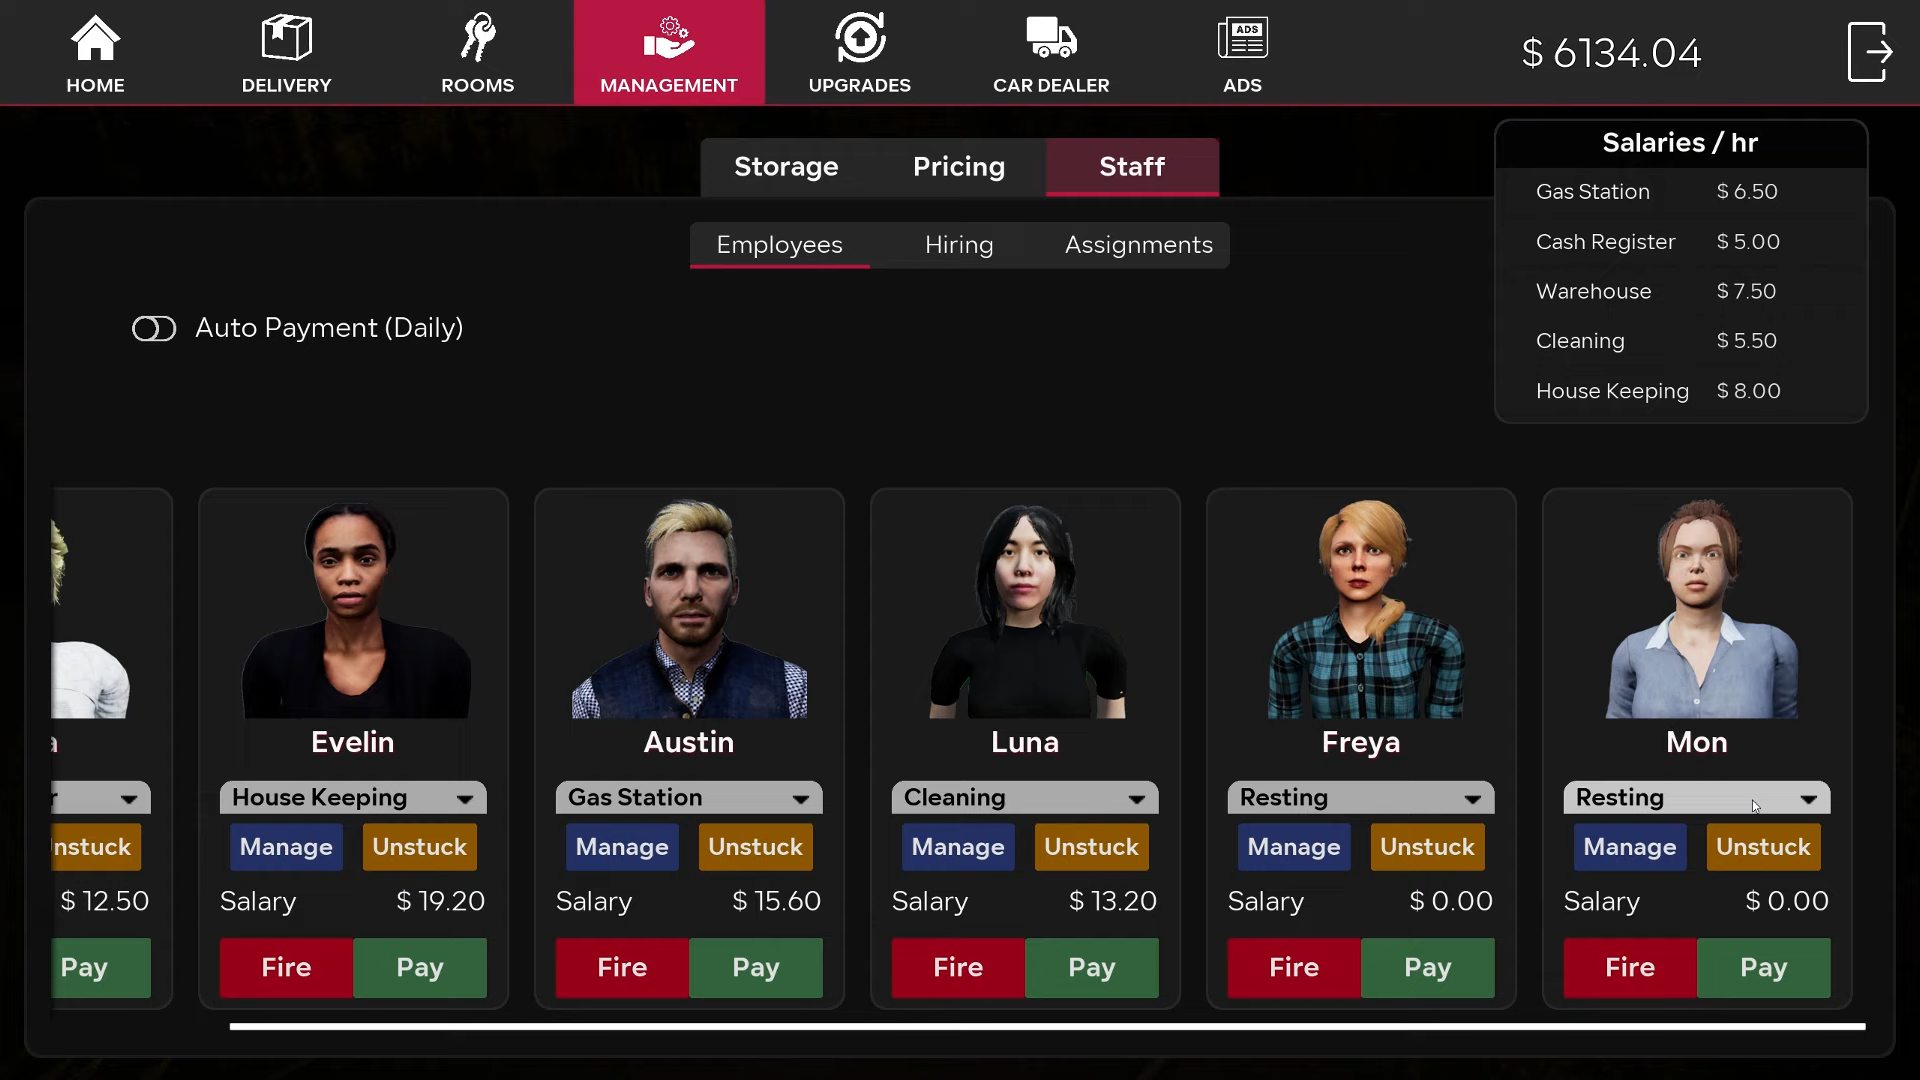 HOME
DELIVERY
ROOMS
MANAGEMENT
UPGRADES
CAR DEALER
ADS
ADS
$ 6134.04
Storage
Pricing
Staff
Salaries / hr
Gas Station $ 6.50
Cash Register $ 5.00
Warehouse $ 7.50
Cleaning $ 5.50
House Keeping $ 8.00
Employees
Hiring
Assignments
Auto Payment (Daily)
a
r
nstuck
$ 12.50
Pay
Evelin
House Keeping
Manage Unstuck
Salary $ 19.20
Fire Pay
Austin
Gas Station
Manage Unstuck
Salary $ 15.60
Fire Pay
Luna
Cleaning
Manage Unstuck
Salary $ 13.20
Fire Pay
Freya
Resting
Manage Unstuck
Salary $ 0.00
Fire Pay
Mon
Resting
Manage Unstuck
Salary $ 0.00
Fire Pay